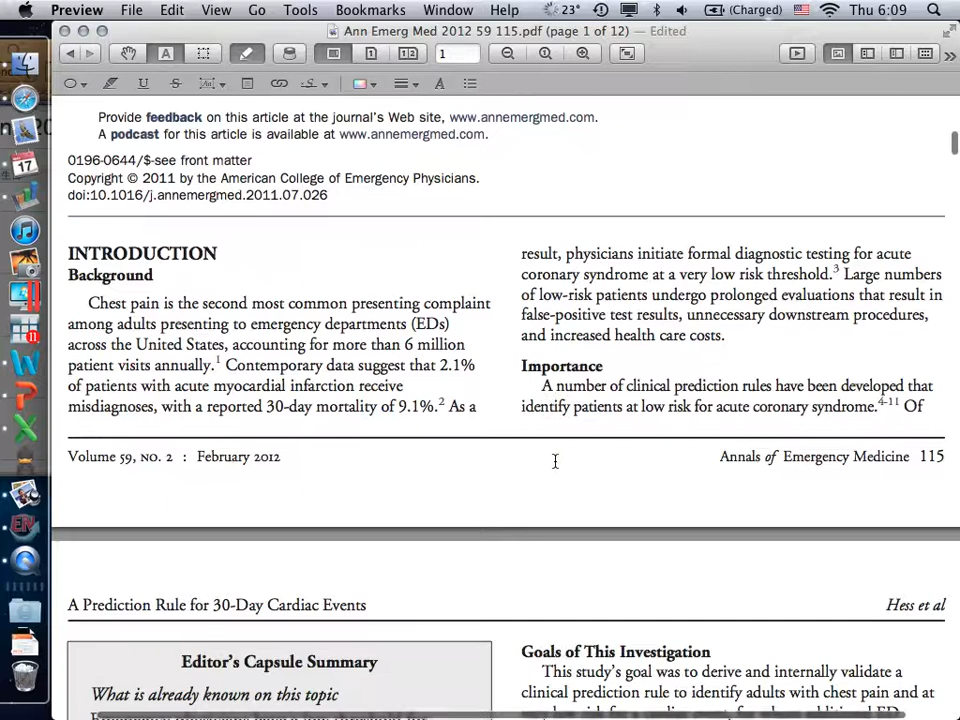 Preview File Edit View Go Tools Bookmarks Window Help 23° (Charged) Thu 6:09
Ann Emerg Med 2012 59 115.pdf (page 1 of 12) — Edited
1
Provide feedback on this article at the journal's Web site, www.annemergmed.com.
A podcast for this article is available at www.annemergmed.com.
0196-0644/$-see front matter
Copyright © 2011 by the American College of Emergency Physicians.
doi:10.1016/j.annemergmed.2011.07.026
INTRODUCTION
Background
Chest pain is the second most common presenting complaint
among adults presenting to emergency departments (EDs)
across the United States, accounting for more than 6 million
patient visits annually.1 Contemporary data suggest that 2.1%
of patients with acute myocardial infarction receive
misdiagnoses, with a reported 30-day mortality of 9.1%.2 As a
result, physicians initiate formal diagnostic testing for acute
coronary syndrome at a very low risk threshold.3 Large numbers
of low-risk patients undergo prolonged evaluations that result in
false-positive test results, unnecessary downstream procedures,
and increased health care costs.
Importance
A number of clinical prediction rules have been developed that
identify patients at low risk for acute coronary syndrome.4-11 Of
Volume 59, NO. 2 : February 2012
Annals of Emergency Medicine 115
A Prediction Rule for 30-Day Cardiac Events
Hess et al
Editor's Capsule Summary
What is already known on this topic
Goals of This Investigation
This study's goal was to derive and internally validate a
clinical prediction rule to identify adults with chest pain and at
17
11